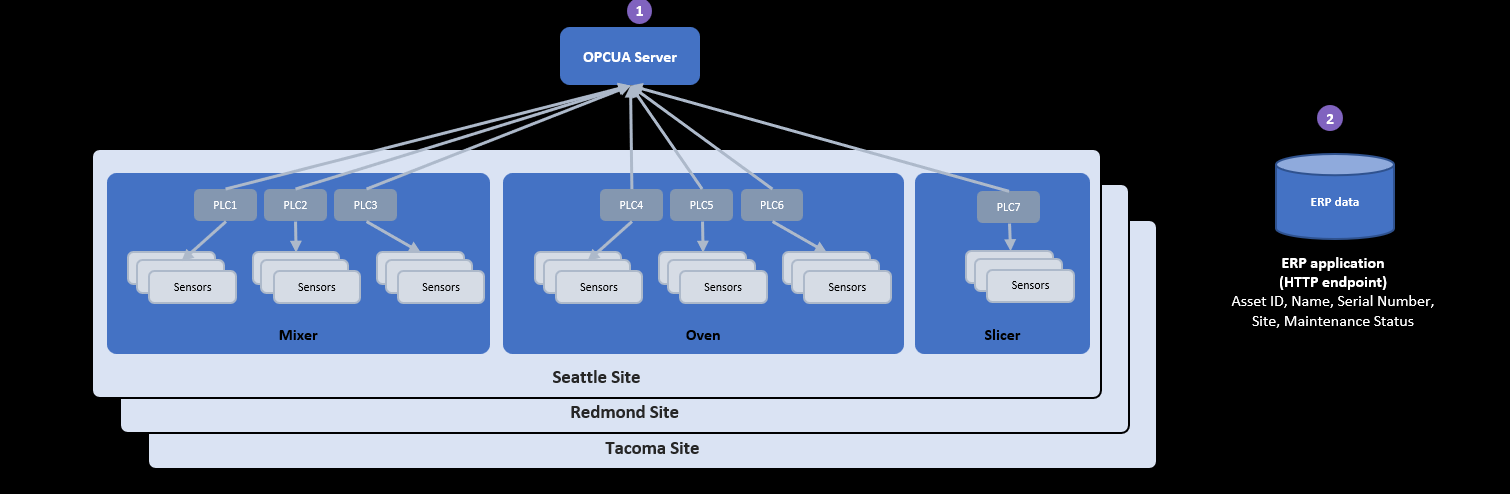 1
OPCUA Server
2
ERP data
ERP application
(HTTP endpoint)
Asset ID, Name, Serial Number,
Site, Maintenance Status
PLC1
PLC2
PLC3
Sensors
Sensors
Sensors
Mixer
PLC4
PLC5
PLC6
Sensors
Sensors
Sensors
Oven
PLC7
Sensors
Slicer
Seattle Site
Redmond Site
Tacoma Site